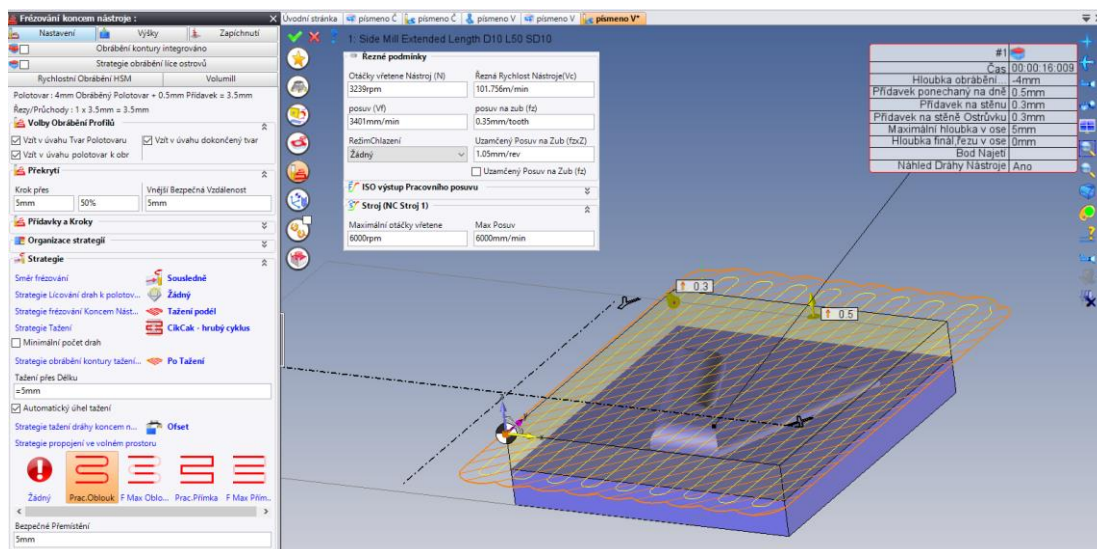 Frézování koncem nástroje :
Nastavení Výšky Zapíchnutí
Obrábění kontury integrováno
Strategie obrábění líce ostrovů
Rychlostní Obrábění HSM Volumill
Polotovar : 4mm Obráběný Polotovar + 0.5mm Přídavek = 3.5mm
Řezy/Průchody : 1 x 3.5mm = 3.5mm
Volby Obrábění Profilů
Vzít v úvahu Tvar Polotovaru Vzít v úvahu dokončený tvar
Vzít v úvahu polotovar k obr
Překrytí
Krok přes Vnější Bezpečná Vzdálenost
5mm 50% 5mm
Přídavky a Kroky
Organizace strategií
Strategie
Směr frézování Sousledně
Strategie Lícování drah k polotov... Žádný
Strategie frézování Koncem Nást... Tažení podél
Strategie Tažení CikCak - hrubý cyklus
Minimální počet drah
Strategie obrábění kontury tažení... Po Tažení
Tažení přes Délku
=5mm
Automatický úhel tažení
Strategie tažení dráhy koncem n... Ofset
Strategie propojení ve volném prostoru
Žádný Prac.Oblouk F Max Oblo... Prac.Přímka F Max Přím..
Bezpečné Přemístění
5mm
Úvodní stránka písmeno Č písmeno Č písmeno V písmeno V písmeno V*
1: Side Mill Extended Length D10 L50 SD10
Řezné podmínky
Otáčky vřetene Nástroj (N) Řezná Rychlost Nástroje(Vc)
3239rpm 101.756m/min
posuv (Vf) posuv na zub (fz)
3401mm/min 0.35mm/tooth
RežimChlazení Uzamčený Posuv na Zub (fzxZ)
Žádný 1.05mm/rev
Uzamčený Posuv na Zub (fz)
ISO výstup Pracovního posuvu
Stroj (NC Stroj 1)
Maximální otáčky vřetene Max Posuv
6000rpm 6000mm/min
#1
Čas 00:00:16:009
Hloubka obrábění... -4mm
Přídavek ponechaný na dně 0.5mm
Přídavek na stěnu 0.3mm
Přídavek na stěně Ostrůvku 0.3mm
Maximální hloubka v ose 5mm
Hloubka finál,řezu v ose 0mm
Bod Najetí
Náhled Dráhy Nástroje Ano
0.3
0.5